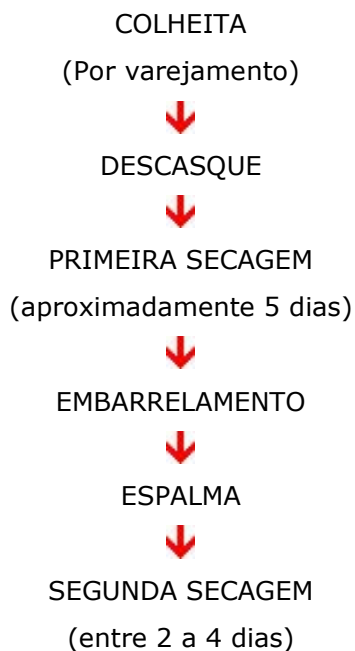 COLHEITA
(Por varejamento)
DESCASQUE
PRIMEIRA SECAGEM
(aproximadamente 5 dias)
EMBARRELAMENTO
ESPALMA
SEGUNDA SECAGEM
(entre 2 a 4 dias)